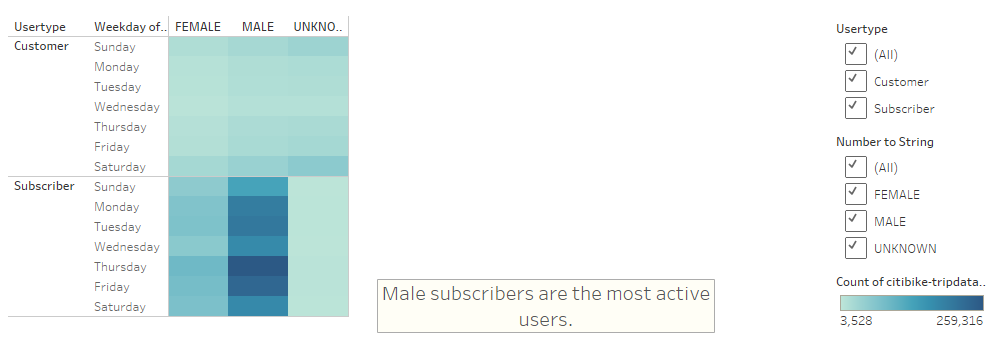 Usertype Weekday of.. FEMALE MALE UNKNO..
Customer Sunday
Monday
Tuesday
Wednesday
Thursday
Friday
Saturday
Subscriber Sunday
Monday
Tuesday
Wednesday
Thursday
Friday
Saturday
Male subscribers are the most active
users.
Usertype
(All)
Customer
Subscriber
Number to String
(All)
FEMALE
MALE
UNKNOWN
Count of citibike-tripdata..
3,528 259,316